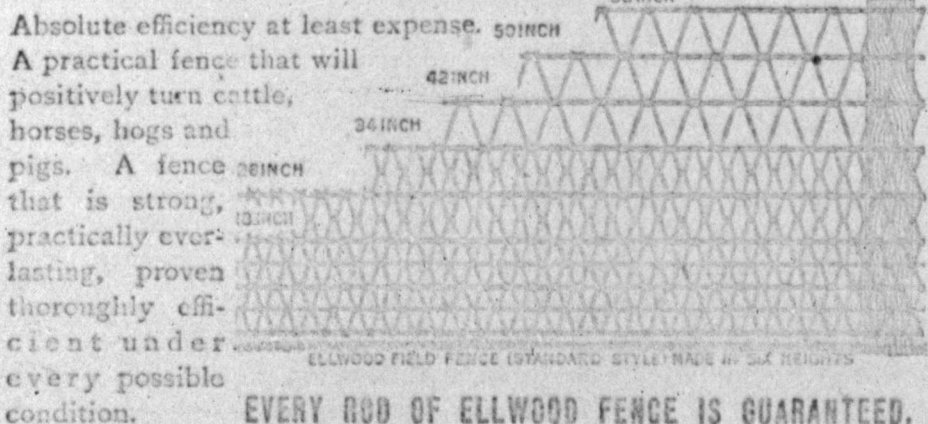 Absolute efficiency at least expense.
A practical fence that will
positively turn cattle,
horses, hogs and
pigs. A fence
that is strong,
practically ever-
lasting, proven
thoroughly effi-
cient under
every possible
condition.
50INCH
42INCH
34INCH
26INCH
18INCH
ELLWOOD FIELD FENCE (STANDARD STYLE) MADE IN SIX HEIGHTS
EVERY ROD OF ELLWOOD FENCE IS GUARANTEED.